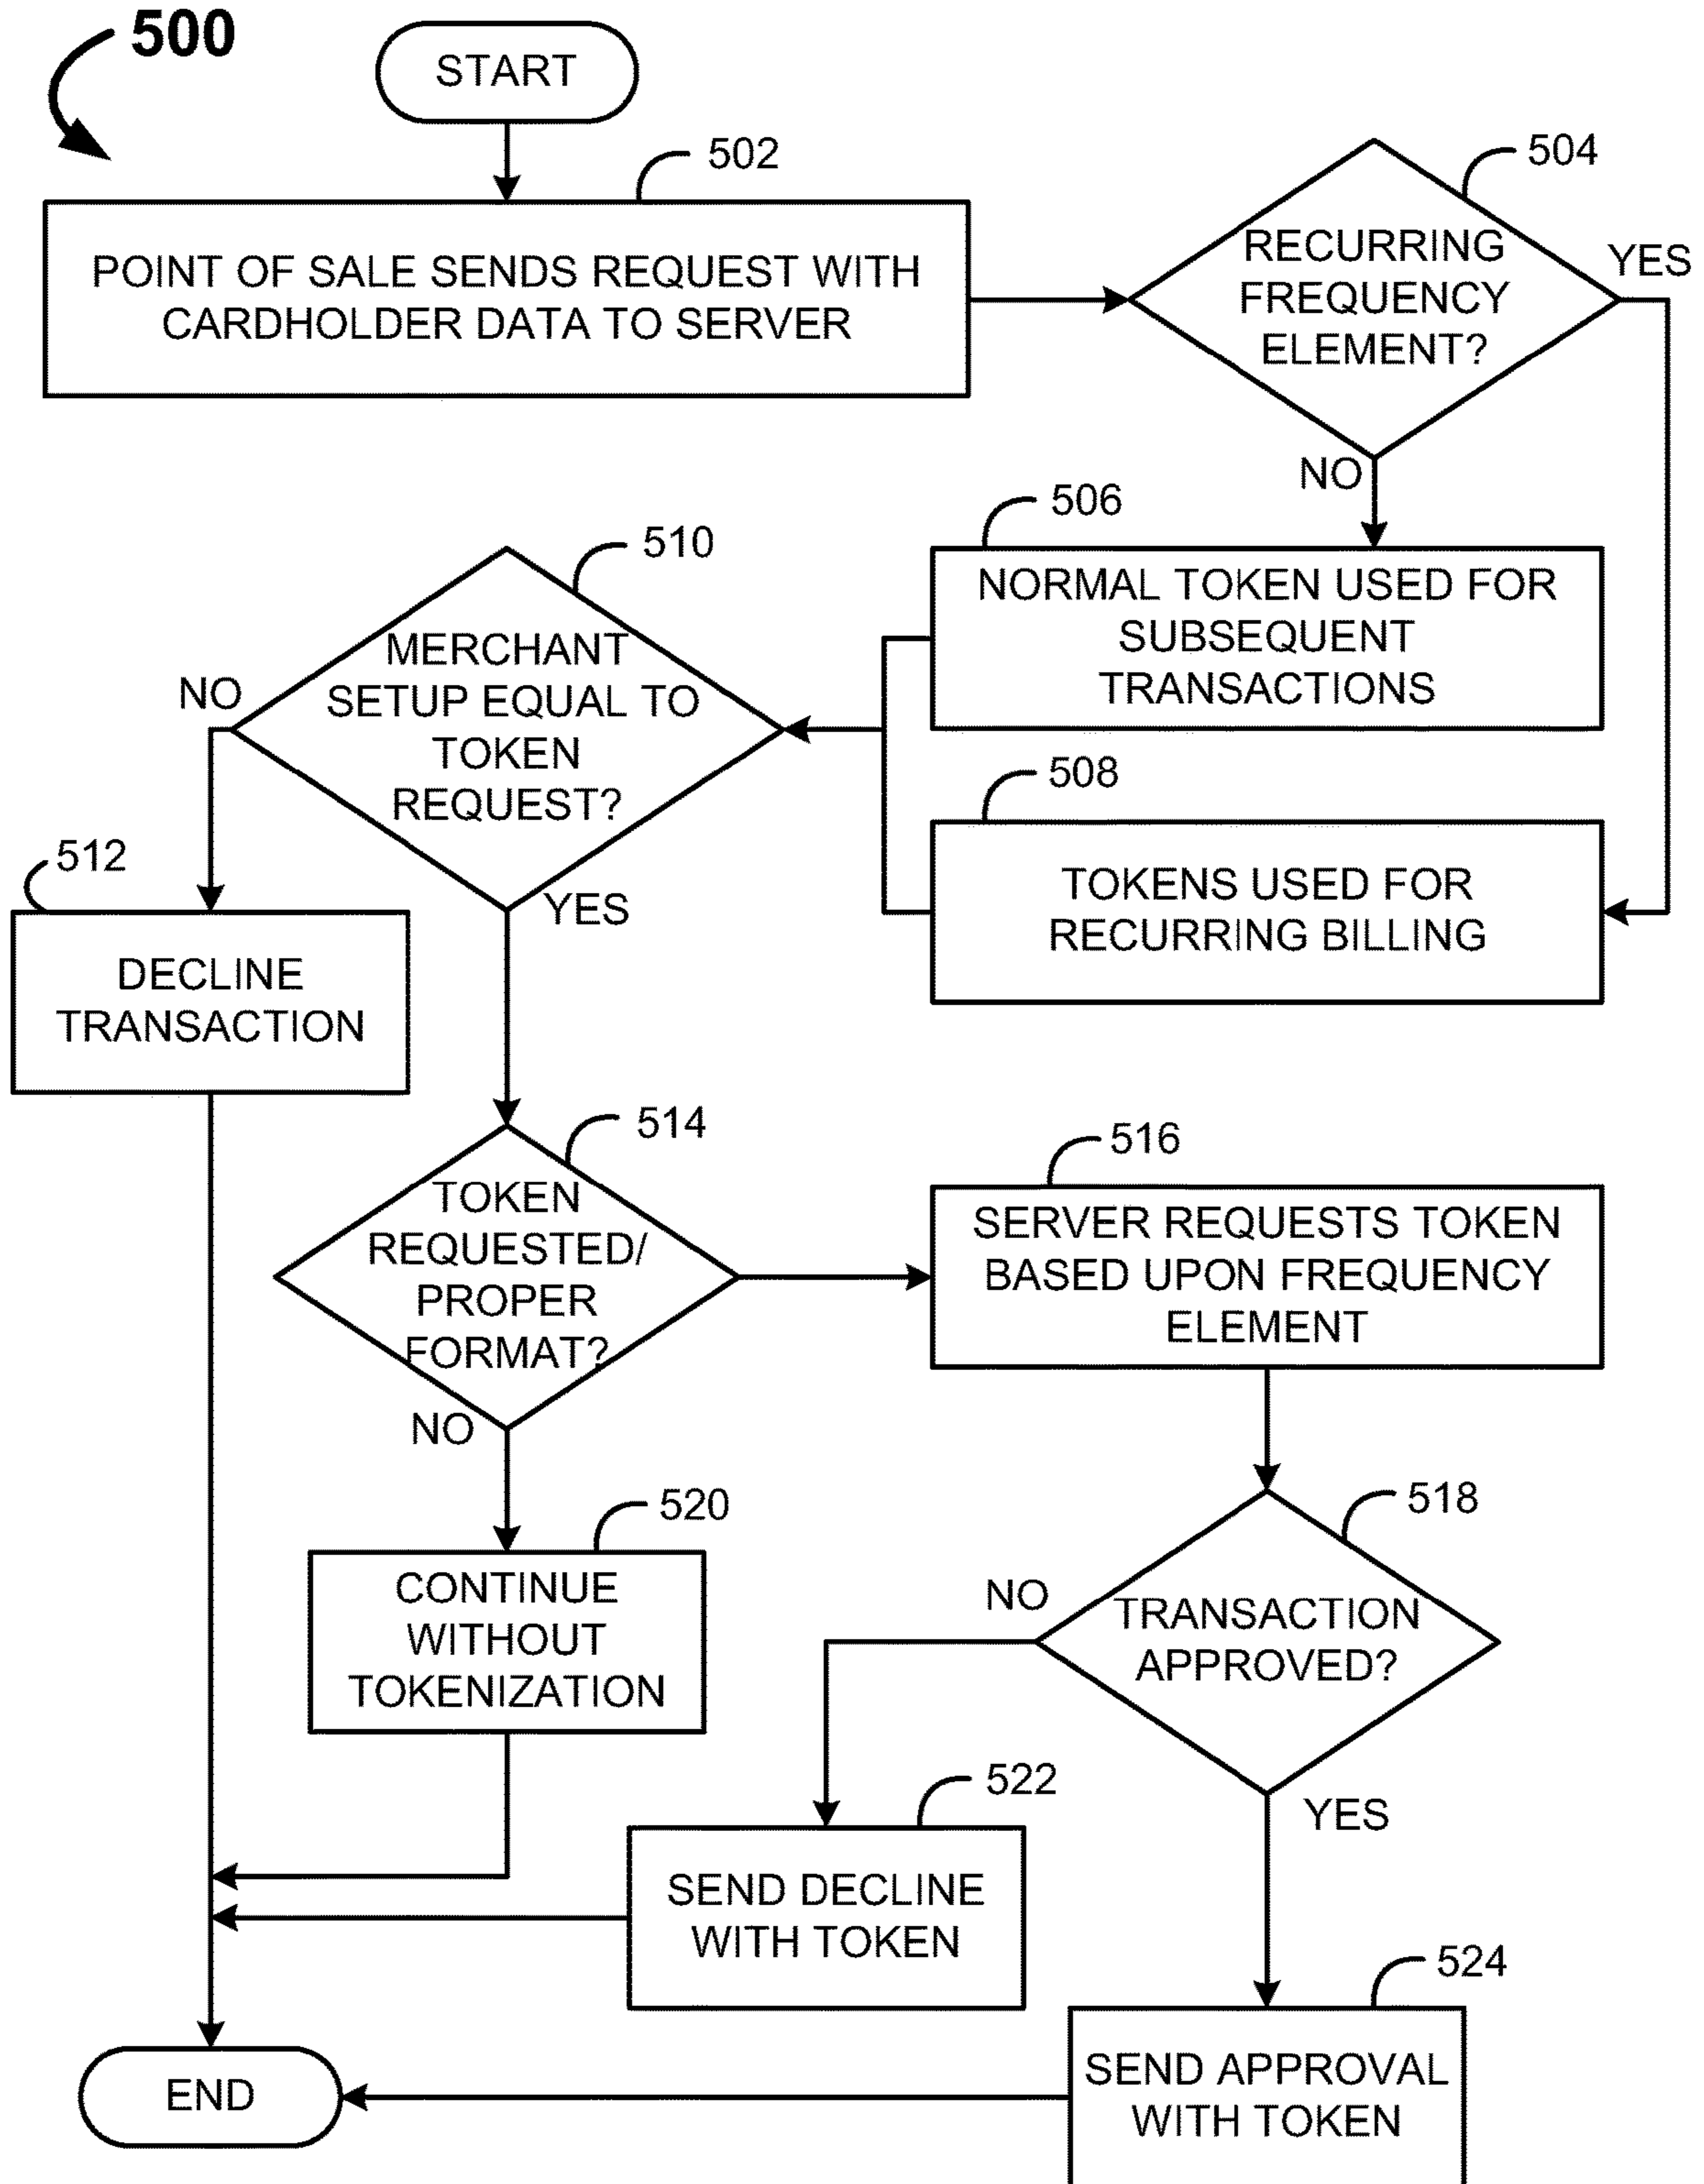 500
START
502
POINT OF SALE SENDS REQUEST WITH
CARDHOLDER DATA TO SERVER
504
RECURRING
FREQUENCY
ELEMENT?
YES
NO
506
NORMAL TOKEN USED FOR
SUBSEQUENT
TRANSACTIONS
508
TOKENS USED FOR
RECURRING BILLING
510
MERCHANT
SETUP EQUAL TO
TOKEN
REQUEST?
NO
YES
512
DECLINE
TRANSACTION
514
TOKEN
REQUESTED/
PROPER
FORMAT?
NO
516
SERVER REQUESTS TOKEN
BASED UPON FREQUENCY
ELEMENT
518
TRANSACTION
APPROVED?
NO
YES
520
CONTINUE
WITHOUT
TOKENIZATION
522
SEND DECLINE
WITH TOKEN
524
SEND APPROVAL
WITH TOKEN
END